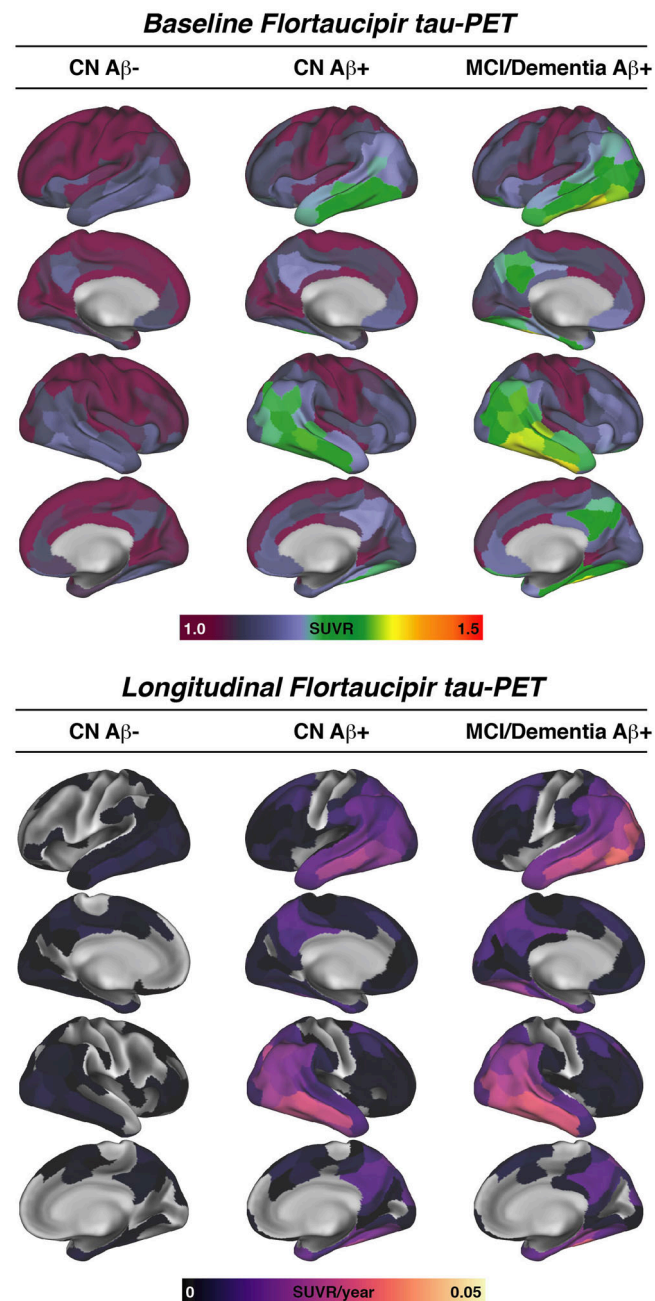 Baseline Flortaucipir tau-PET
CN Aβ- CN Aβ+ MCI/Dementia Aβ+
1.0 SUVR 1.5
Longitudinal Flortaucipir tau-PET
CN Aβ- CN Aβ+ MCI/Dementia Aβ+
0 SUVR/year 0.05